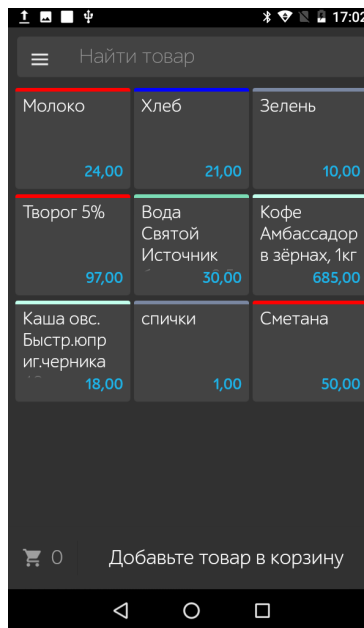 17:02
Найти товар
Молоко
24,00
Хлеб
21,00
Зелень
10,00
Творог 5%
97,00
Вода
Святой
Источник
30,00
Кофе
Амбассадор
в зёрнах, 1кг
685,00
Каша овс.
Быстр.юпр
иг.черника
18,00
спички
1,00
Сметана
50,00
0
Добавьте товар в корзину